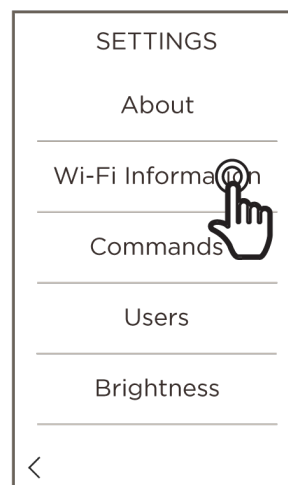 SETTINGS
About
Wi-Fi Information
Commands
Users
Brightness